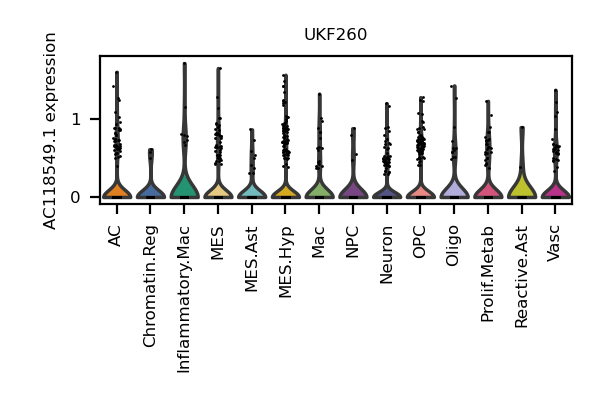 UKF260
AC118549.1 expression
1
0
AC
Chromatin.Reg
Inflammatory.Mac
MES
MES.Ast
MES.Hyp
Mac
NPC
Neuron
OPC
Oligo
Prolif.Metab
Reactive.Ast
Vasc